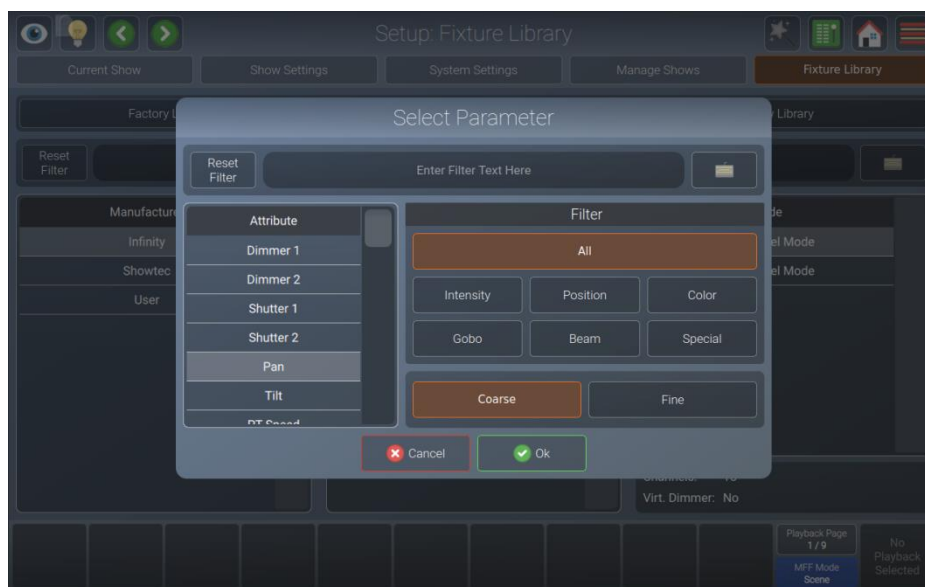 Setup: Fixture Library
Current Show
Show Settings
System Settings
Manage Shows
Fixture Library
Factory L
Library
Reset
Filter
Select Parameter
Reset
Filter
Enter Filter Text Here
Manufacture
Infinity
Showtec
User
Attribute
Dimmer 1
Dimmer 2
Shutter 1
Shutter 2
Pan
Tilt
PT Speed
Filter
All
Intensity
Position
Color
Gobo
Beam
Special
Coarse
Fine
de
el Mode
el Mode
Cancel
Ok
Virt. Dimmer: No
Playback Page
1 / 9
MFF Mode
Scene
No
Playback
Selected